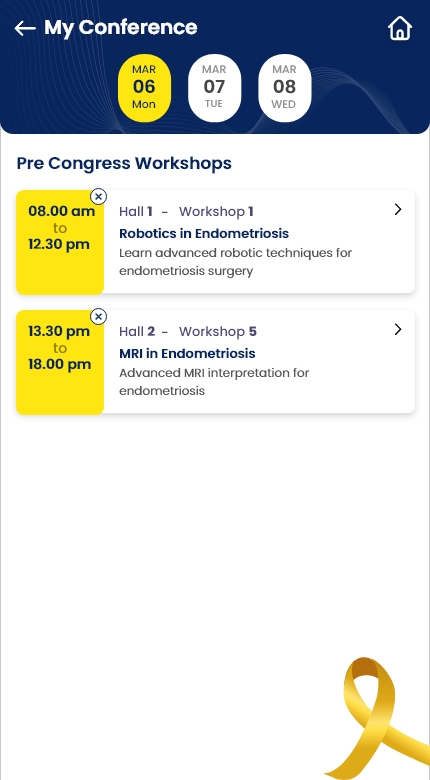 My Conference
MAR
06
Mon
MAR
07
TUE
MAR
08
WED
Pre Congress Workshops
08.00 am
to
12.30 pm
Hall 1 - Workshop 1
Robotics in Endometriosis
Learn advanced robotic techniques for
endometriosis surgery
13.30 pm
to
18.00 pm
Hall 2 - Workshop 5
MRI in Endometriosis
Advanced MRI interpretation for
endometriosis